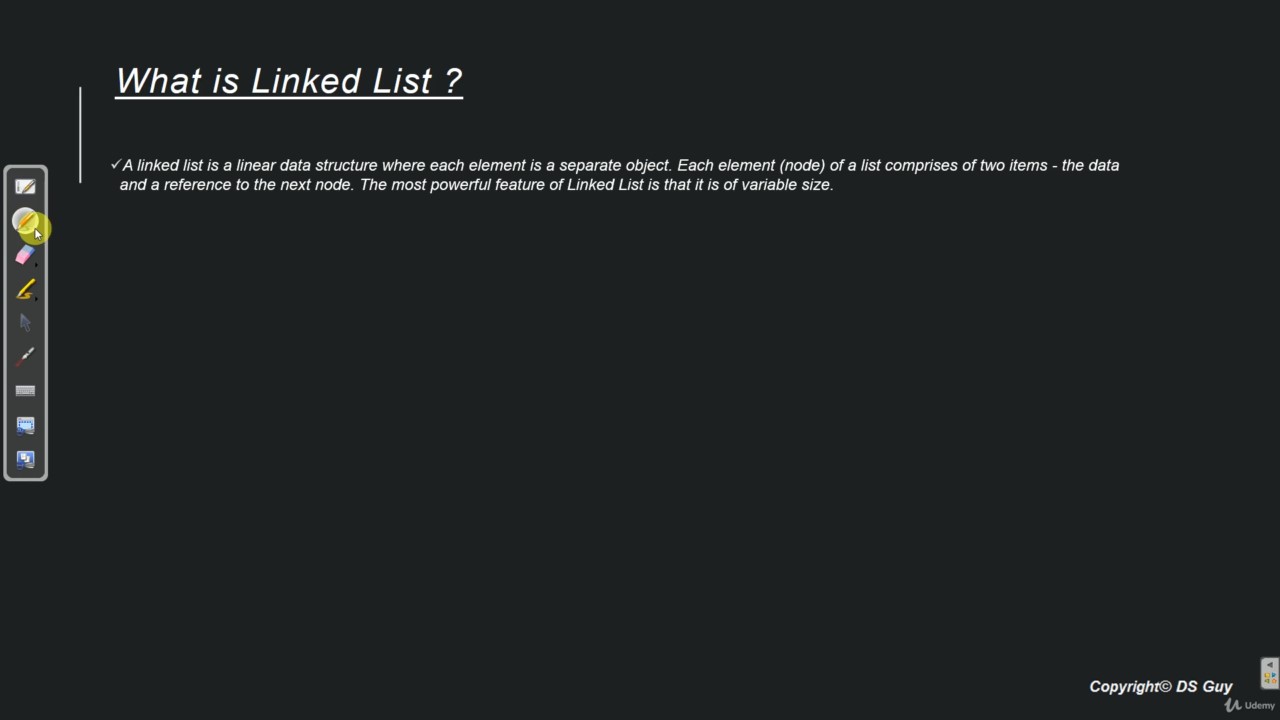 What is Linked List ?
✓A linked list is a linear data structure where each element is a separate object. Each element (node) of a list comprises of two items - the data
and a reference to the next node. The most powerful feature of Linked List is that it is of variable size.
Copyright© DS Guy
Udemy